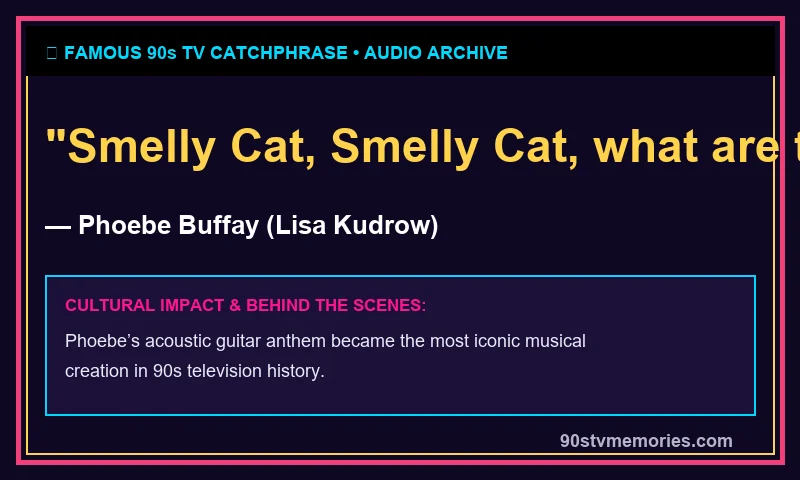 FAMOUS 90s TV CATCHPHRASE • AUDIO ARCHIVE
"Smelly Cat, Smelly Cat, what are
— Phoebe Buffay (Lisa Kudrow)
CULTURAL IMPACT & BEHIND THE SCENES:
Phoebe’s acoustic guitar anthem became the most iconic musical
creation in 90s television history.
90stvmemories.com